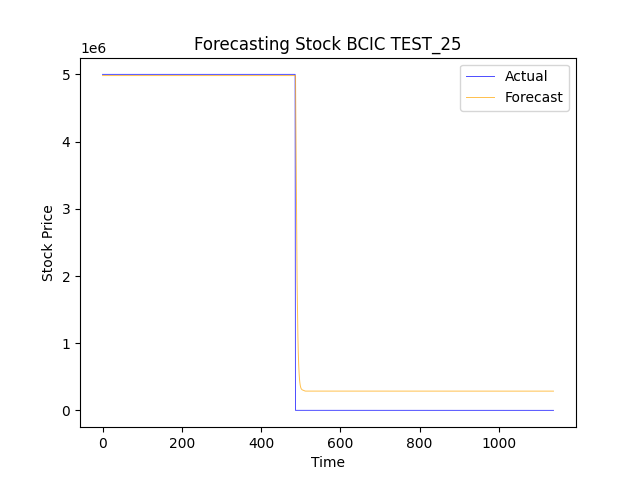 Forecasting Stock BCIC TEST_25
1e6
Actual
Forecast
5
4
3
2
1
0
Stock Price
0 200 400 600 800 1000
Time